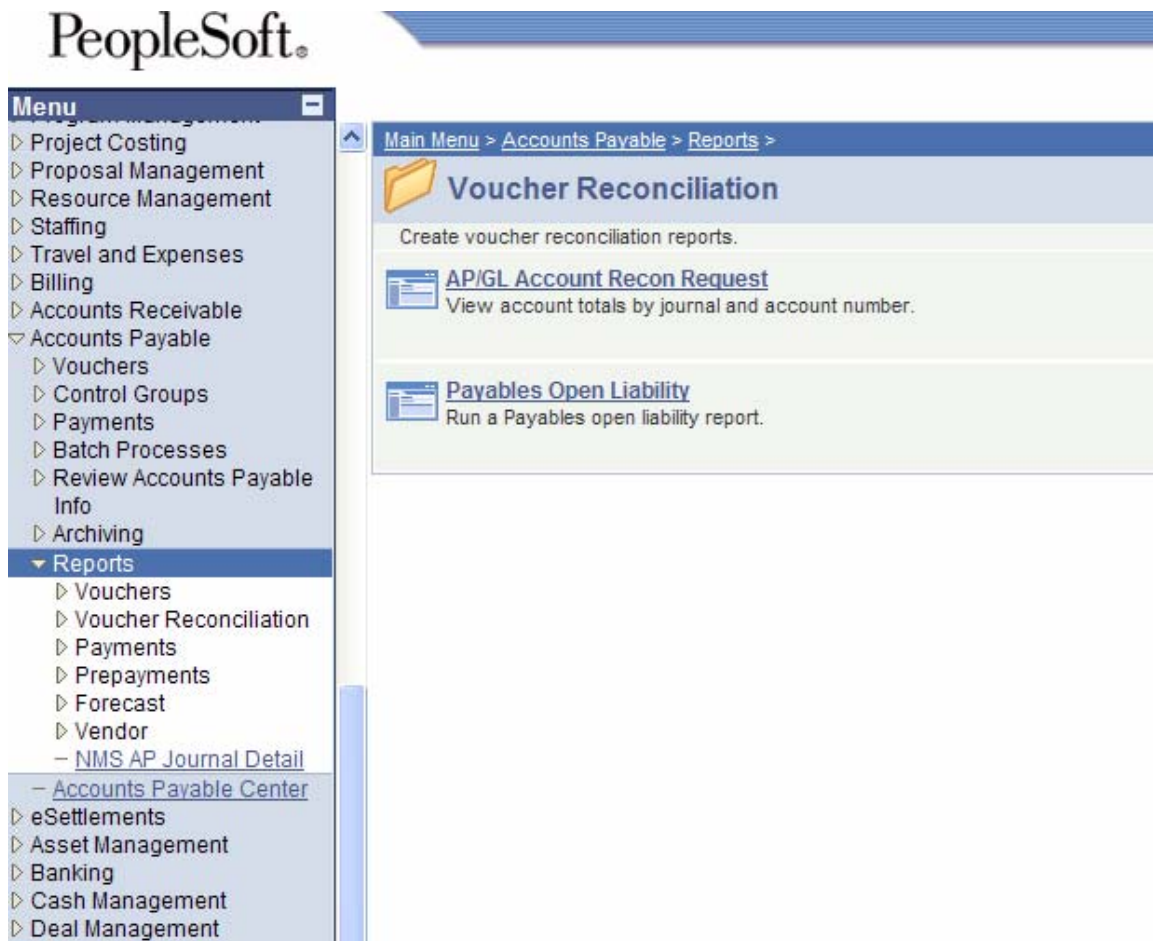 PeopleSoft®
Menu
Project Costing
Proposal Management
Resource Management
Staffing
Travel and Expenses
Billing
Accounts Receivable
Accounts Payable
Vouchers
Control Groups
Payments
Batch Processes
Review Accounts Payable
Info
Archiving
Reports
Vouchers
Voucher Reconciliation
Payments
Prepayments
Forecast
Vendor
NMS AP Journal Detail
Accounts Payable Center
eSettlements
Asset Management
Banking
Cash Management
Deal Management
Main Menu > Accounts Payable > Reports >
Voucher Reconciliation
Create voucher reconciliation reports.
AP/GL Account Recon Request
View account totals by journal and account number.
Payables Open Liability
Run a Payables open liability report.